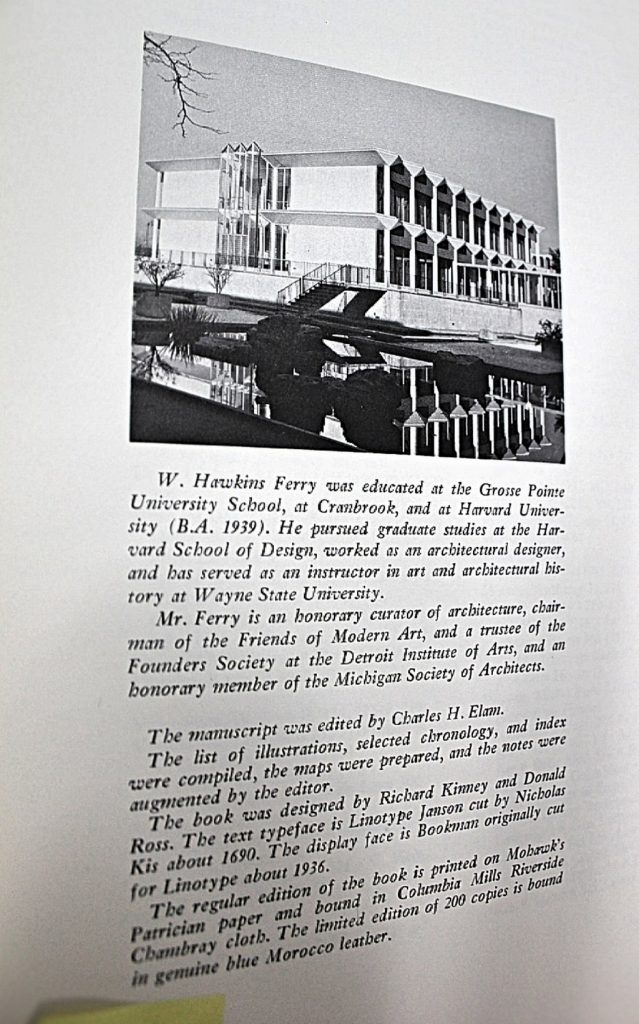 W. Hawkins Ferry was educated at the Grosse Pointe
University School, at Cranbrook, and at Harvard Univer-
sity (B.A. 1939). He pursued graduate studies at the Har-
vard School of Design, worked as an architectural designer,
and has served as an instructor in art and architectural his-
tory at Wayne State University.
Mr. Ferry is an honorary curator of architecture, chair-
man of the Friends of Modern Art, and a trustee of the
Founders Society at the Detroit Institute of Arts, and an
honorary member of the Michigan Society of Architects.
The manuscript was edited by Charles H. Elam.
The list of illustrations, selected chronology, and index
were compiled, the maps were prepared, and the notes were
augmented by the editor.
The book was designed by Richard Kinney and Donald
Ross. The text typeface is Linotype Janson cut by Nicholas
Kis about 1690. The display face is Bookman originally cut
for Linotype about 1936.
The regular edition of the book is printed on Mohawk's
Patrician paper and bound in Columbia Mills Riverside
Chambray cloth. The limited edition of 200 copies is bound
in genuine blue Morocco leather.